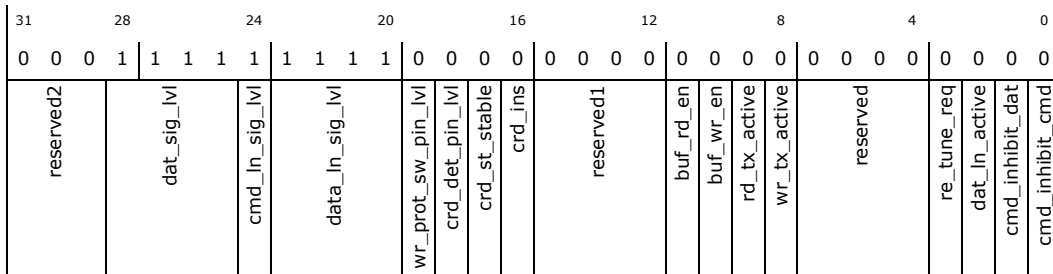 31 28 24 20 16 12 8 4 0
0 0 0 1 1 1 1 1 1 1 1 1 0 0 0 0 0 0 0 0 0 0 0 0 0 0 0 0 0 0 0 0
reserved2
dat_sig_lvl
cmd_ln_sig_lvl
data_ln_sig_lvl
wr_prot_sw_pin_lvl
crd_det_pin_lvl
crd_st_stable
crd_ins
reserved1
buf_rd_en
buf_wr_en
rd_tx_active
wr_tx_active
reserved
re_tune_req
dat_ln_active
cmd_inhibit_dat
cmd_inhibit_cmd